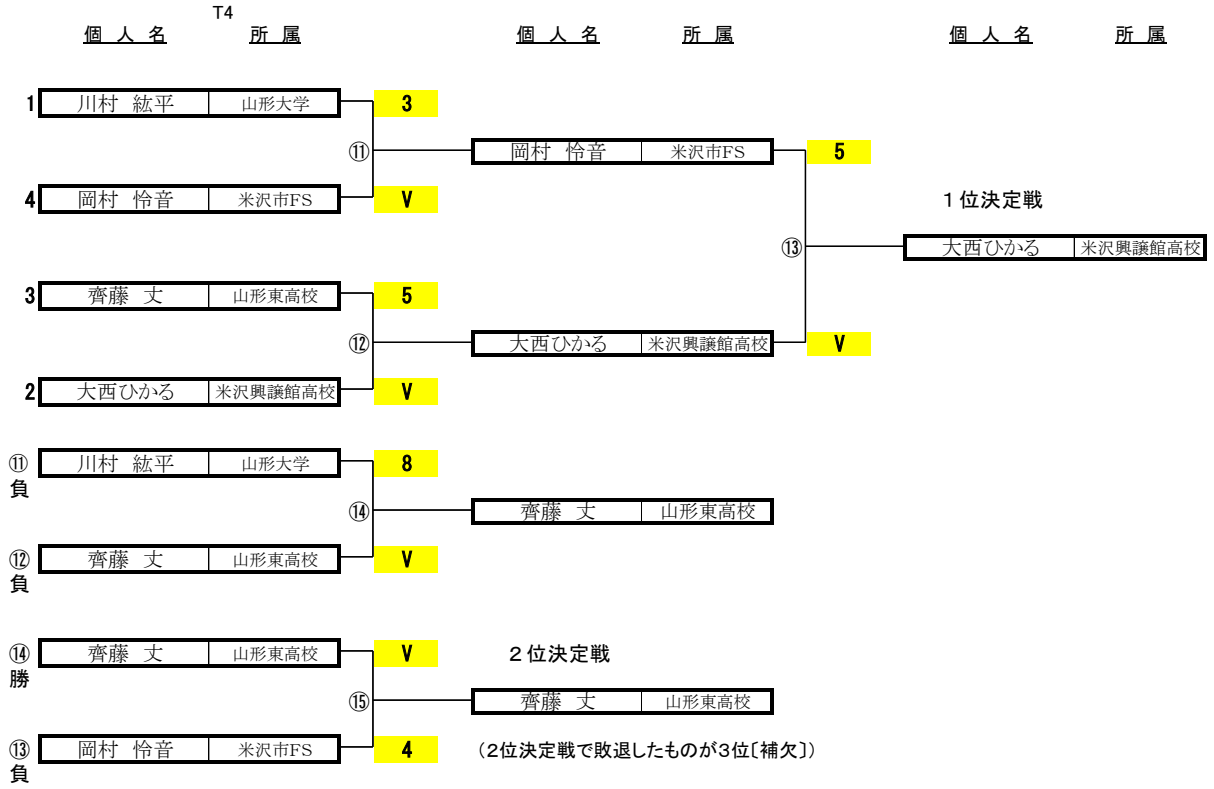 T4
個 人 名 所 属 個 人 名 所 属 個 人 名 所 属
1 川村 紘平 山形大学 3
⑪ 岡村 怜音 米沢市FS 5
4 岡村 怜音 米沢市FS V
1位決定戦
⑬ 大西ひかる 米沢興譲館高校
3 齊藤 丈 山形東高校 5
⑫ 大西ひかる 米沢興譲館高校 V
2 大西ひかる 米沢興譲館高校 V
⑪負 川村 紘平 山形大学 8
⑭ 齊藤 丈 山形東高校
⑫負 齊藤 丈 山形東高校 V
⑭勝 齊藤 丈 山形東高校 V 2位決定戦
⑮ 齊藤 丈 山形東高校
⑬負 岡村 怜音 米沢市FS 4 (2位決定戦で敗退したものが3位〔補欠〕)